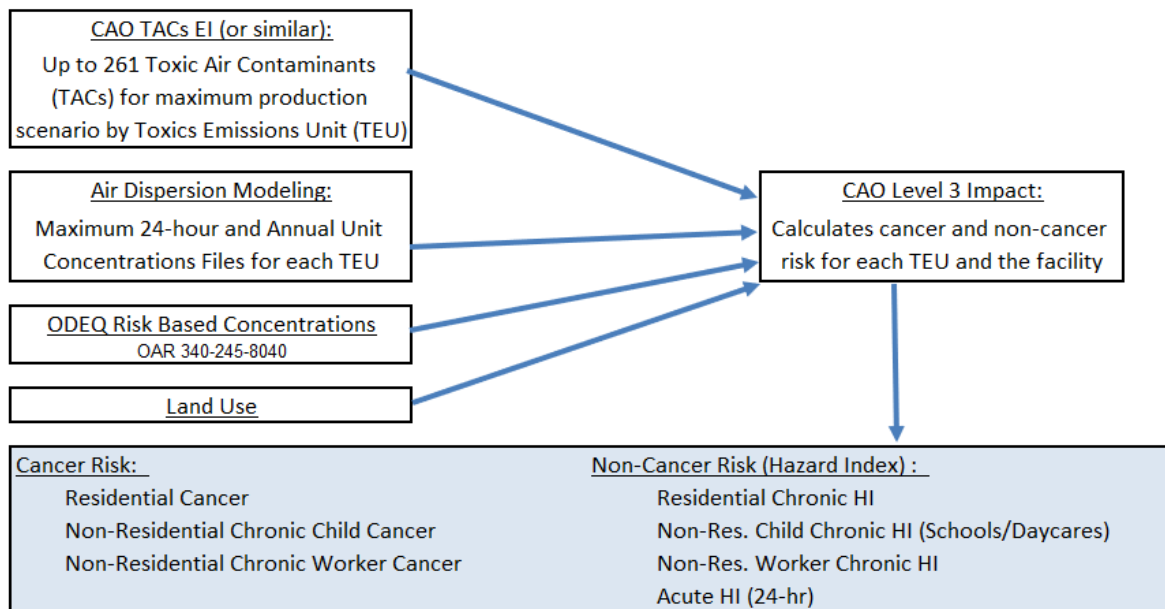 CAO TACs EI (or similar):
Up to 261 Toxic Air Contaminants
(TACs) for maximum production
scenario by Toxics Emissions Unit (TEU)
Air Dispersion Modeling:
Maximum 24-hour and Annual Unit
Concentrations Files for each TEU
ODEQ Risk Based Concentrations
OAR 340-245-8040
Land Use
CAO Level 3 Impact:
Calculates cancer and non-cancer
risk for each TEU and the facility
Cancer Risk:
Residential Cancer
Non-Residential Chronic Child Cancer
Non-Residential Chronic Worker Cancer
Non-Cancer Risk (Hazard Index) :
Residential Chronic HI
Non-Res. Child Chronic HI (Schools/Daycares)
Non-Res. Worker Chronic HI
Acute HI (24-hr)